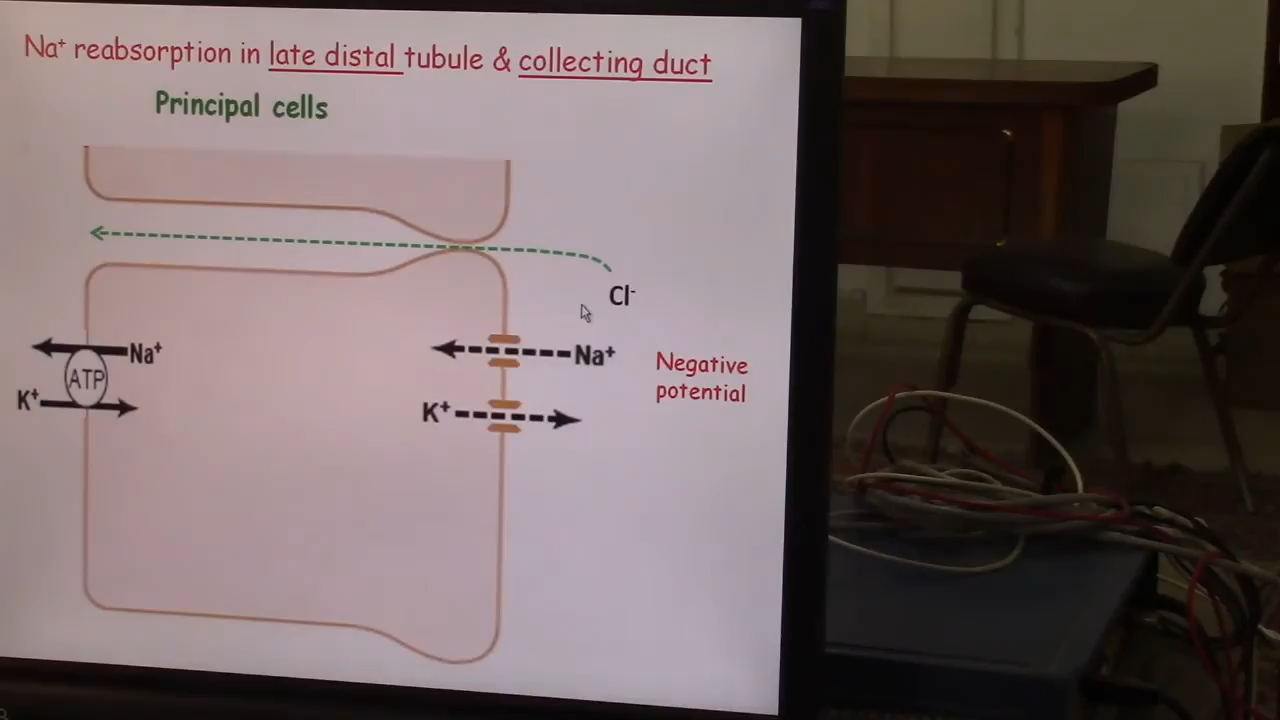 Na⁺ reabsorption in late distal tubule & collecting duct
Principal cells
Cl⁻
Na⁺
ATP
K⁺
Na⁺
K⁺
Negative
potential